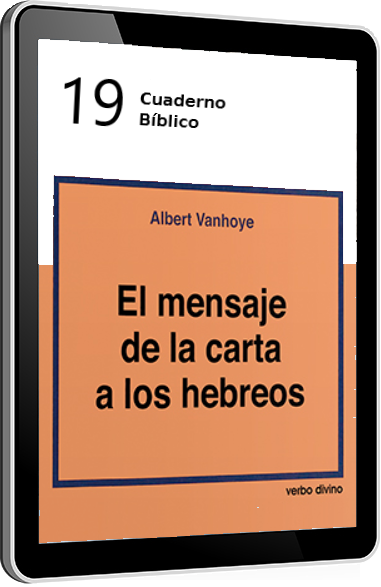 19
Cuaderno
Bíblico
Albert Vanhoye
El mensaje
de la carta
a los hebreos
verbo divino